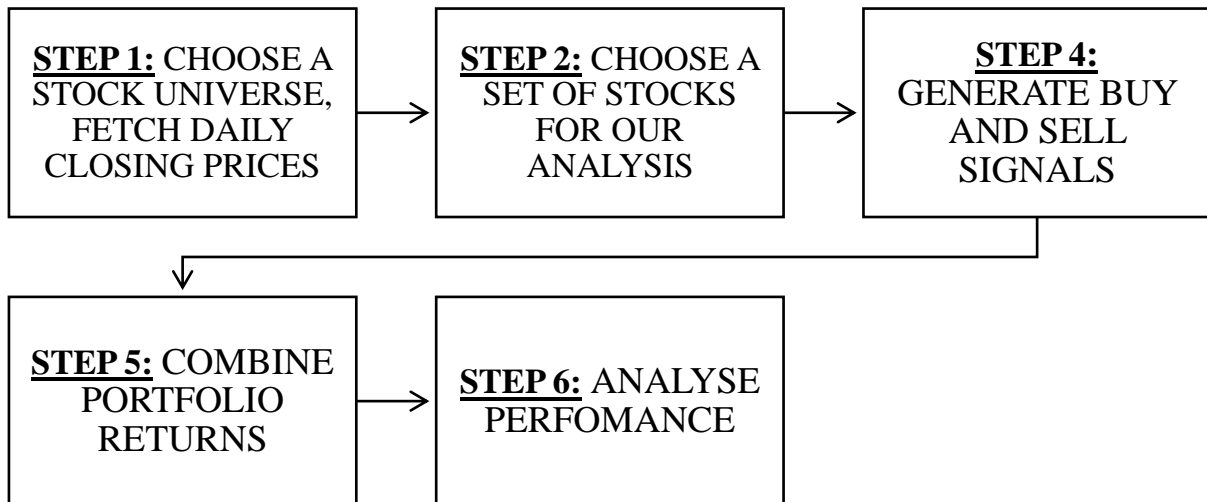 STEP 1: CHOOSE A
STOCK UNIVERSE,
FETCH DAILY
CLOSING PRICES
STEP 2: CHOOSE A
SET OF STOCKS
FOR OUR
ANALYSIS
STEP 4:
GENERATE BUY
AND SELL
SIGNALS
STEP 5: COMBINE
PORTFOLIO
RETURNS
STEP 6: ANALYSE
PERFOMANCE